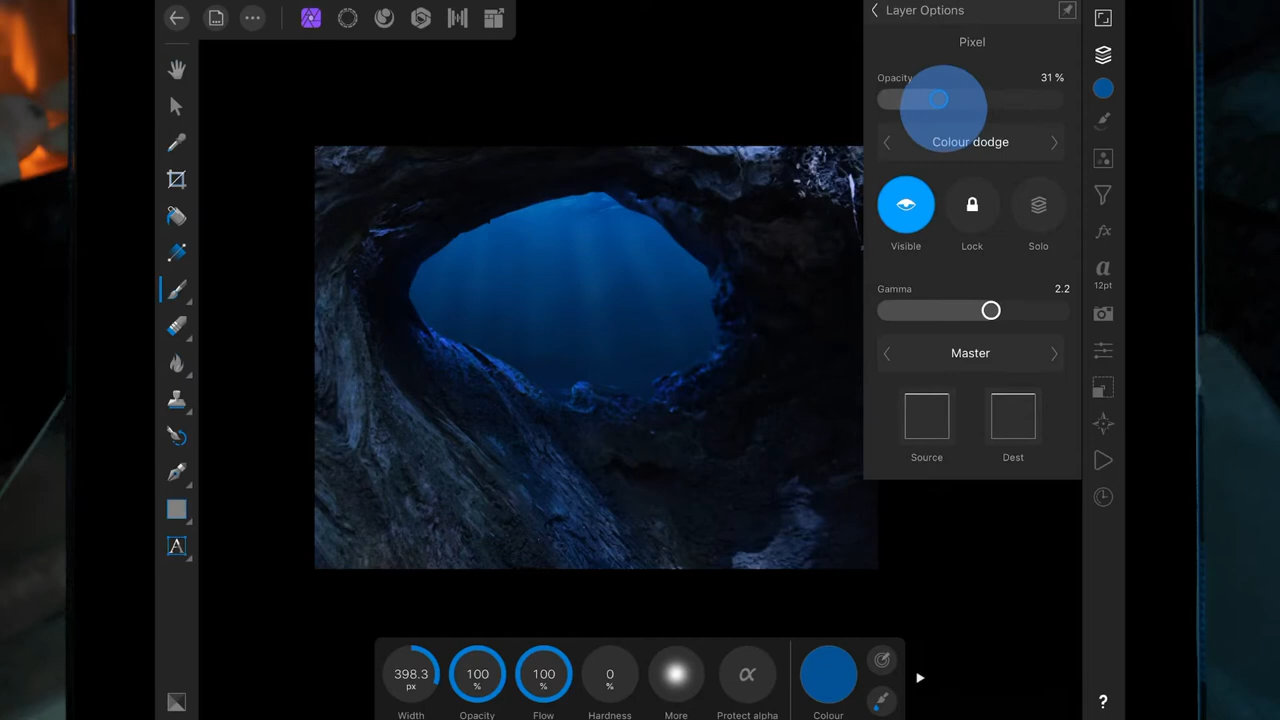 Layer Options
Pixel
Opacity 31 %
Colour dodge
Visible Lock Solo
Gamma 2.2
Master
Source Dest
a
12pt
A
398.3 px
100 %
100 %
0 %
α
Width Opacity Flow Hardness More Protect alpha Colour
?